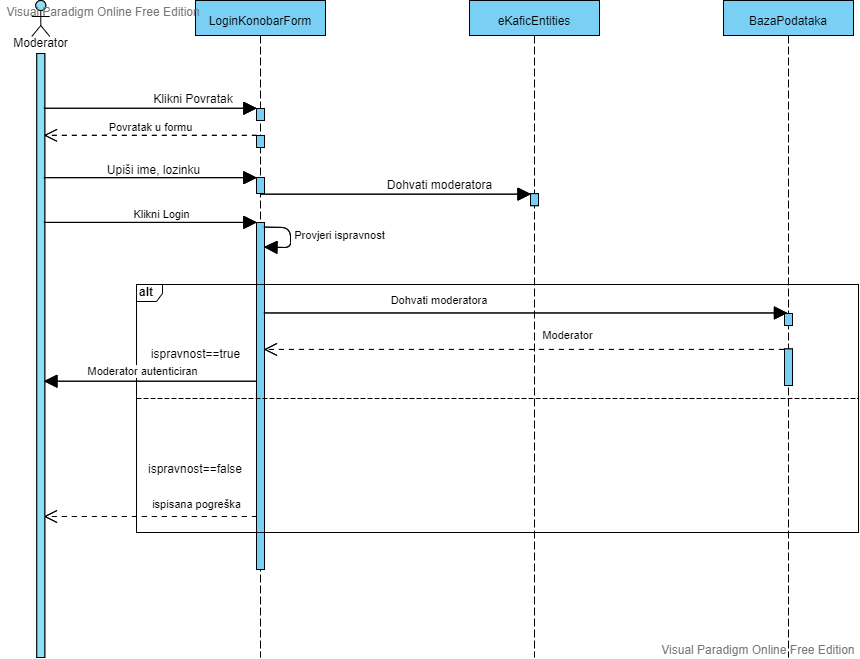 Visual Paradigm Online Free Edition
Moderator
LoginKonobarForm
eKaficEntities
BazaPodataka
Klikni Povratak
Povratak u formu
Upiši ime, lozinku
Dohvati moderatora
Klikni Login
Provjeri ispravnost
alt
Dohvati moderatora
Moderator
ispravnost==true
Moderator autenticiran
ispravnost==false
ispisana pogreška
Visual Paradigm Online Free Edition